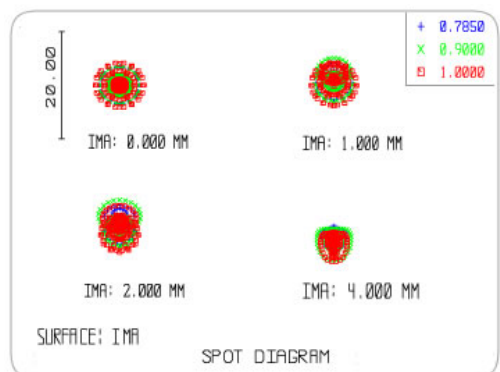 + 0.7850
x 0.9000
1.0000
20.00
IMA: 0.000 MM
IMA: 1.000 MM
IMA: 2.000 MM
IMA: 4.000 MM
SURFACE: IMA
SPOT DIAGRAM